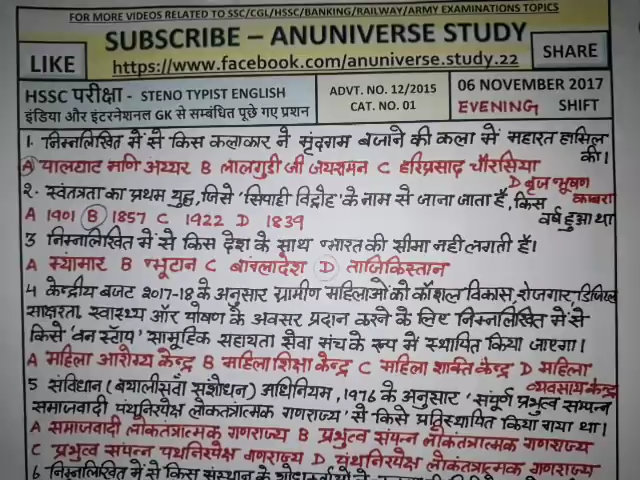 FOR MORE VIDEOS RELATED TO SSC/CGL/HSSC/BANKING/RAILWAY/ARMY EXAMINATIONS TOPICS
LIKE
SUBSCRIBE – ANUNIVERSE STUDY
https://www.facebook.com/anuniverse.study.22
SHARE
HSSC परीक्षा - STENO TYPIST ENGLISH
इंडिया और इंटरनेशनल GK से सम्बंधित पूछे गए प्रशन
ADVT. NO. 12/2015
CAT. NO. 01
06 NOVEMBER 2017
EVENING SHIFT
1. निम्नलिखित में से किस कलाकार ने मृदंगम बजाने की कला में महारत हासिल
की।
A पालघाट मणि अय्यर B लालगुडी जी जयरामन C हरिप्रसाद चौरसिया
D बृज भूषण
काबरा
2. स्वंतत्रता का प्रथम युद्ध, जिसे 'सिपाही विद्रोह' के नाम से जाना जाता है, किस
वर्ष हुआ था
A 1901 B 1857 C 1922 D 1839
3 निम्नलिखित में से किस देश के साथ भारत की सीमा नही लगती है।
A म्यांमार B भूटान C बांग्लादेश D ताजिकिस्तान
4 केन्द्रीय बजट 2017-18 के अनुसार ग्रामीण महिलाओं को कौशल विकास, रोजगार, डिजिटल
साक्षरता स्वास्थ्य और पोषण के अवसर प्रदान करने के लिए निम्नलिखित में से
किसे 'वन स्टॉप' सामूहिक सहायता सेवा मंच के रूप में स्थापित किया जाएगा।
A महिला आरोग्य केन्द्र B महिला शिक्षा केन्द्र C महिला शक्ति केन्द्र D महिला
व्यवसाय केन्द्र
5 संविधान (बयालीसवाँ संशोधन) अधिनियम, 1976 के अनुसार 'संपूर्ण प्रभुत्व सम्पन्न
समाजवादी पंथनिरपेक्ष लोकतंत्रात्मक गणराज्य' से किसे प्रतिस्थापित किया गया था।
A समाजवादी लोकतंत्रात्मक गणराज्य B प्रभुत्व संपन्न लोकतंत्रात्मक गणराज्य
C प्रभुत्व संपन्न पंथनिरपेक्ष गणराज्य D पंथनिरपेक्ष लोकतंत्रात्मक गणराज्य
6 निम्नलिखित में से किस संस्थान के